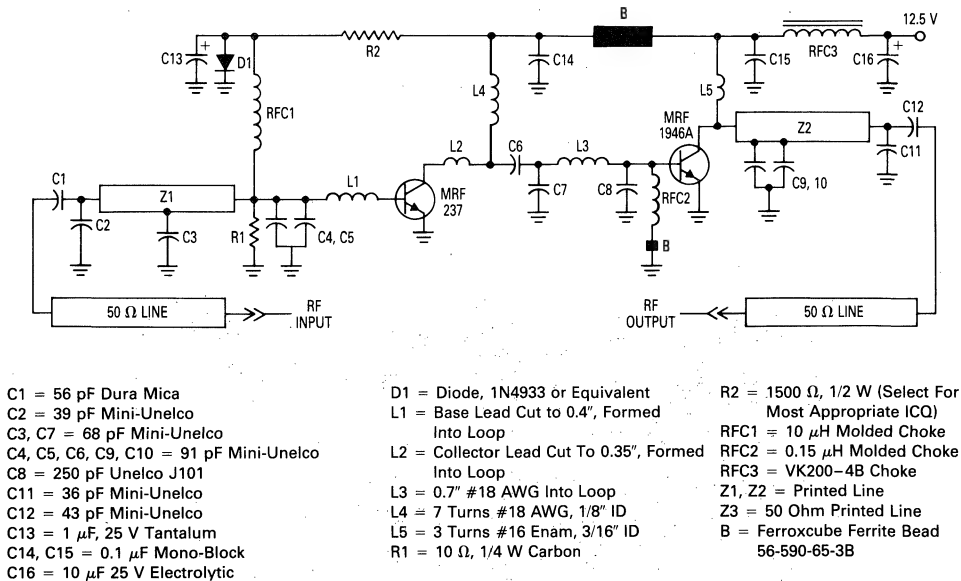 B
12.5 V
C13
+
D1
R2
C14
C15
RFC3
C16
+
RFC1
L4
L5
C12
MRF
1946A
Z2
C11
C1
Z1
L1
L2
C6
L3
C9, 10
MRF
237
C7
C8
RFC2
C2
C3
R1
C4, C5
B
50 Ω LINE
RF
INPUT
RF
OUTPUT
50 Ω LINE
C1 = 56 pF Dura Mica
C2 = 39 pF Mini-Unelco
C3, C7 = 68 pF Mini-Unelco
C4, C5, C6, C9, C10 = 91 pF Mini-Unelco
C8 = 250 pF Unelco J101
C11 = 36 pF Mini-Unelco
C12 = 43 pF Mini-Unelco
C13 = 1 μF, 25 V Tantalum
C14, C15 = 0.1 μF Mono-Block
C16 = 10 μF 25 V Electrolytic
D1 = Diode, 1N4933 or Equivalent
L1 = Base Lead Cut to 0.4″, Formed
Into Loop
L2 = Collector Lead Cut To 0.35″, Formed
Into Loop
L3 = 0.7″ #18 AWG Into Loop
L4 = 7 Turns #18 AWG, 1/8″ ID
L5 = 3 Turns #16 Enam, 3/16″ ID
R1 = 10 Ω, 1/4 W Carbon
R2 = 1500 Ω, 1/2 W (Select For
Most Appropriate ICQ)
RFC1 = 10 μH Molded Choke
RFC2 = 0.15 μH Molded Choke
RFC3 = VK200–4B Choke
Z1, Z2 = Printed Line
Z3 = 50 Ohm Printed Line
B = Ferroxcube Ferrite Bead
56-590-65-3B